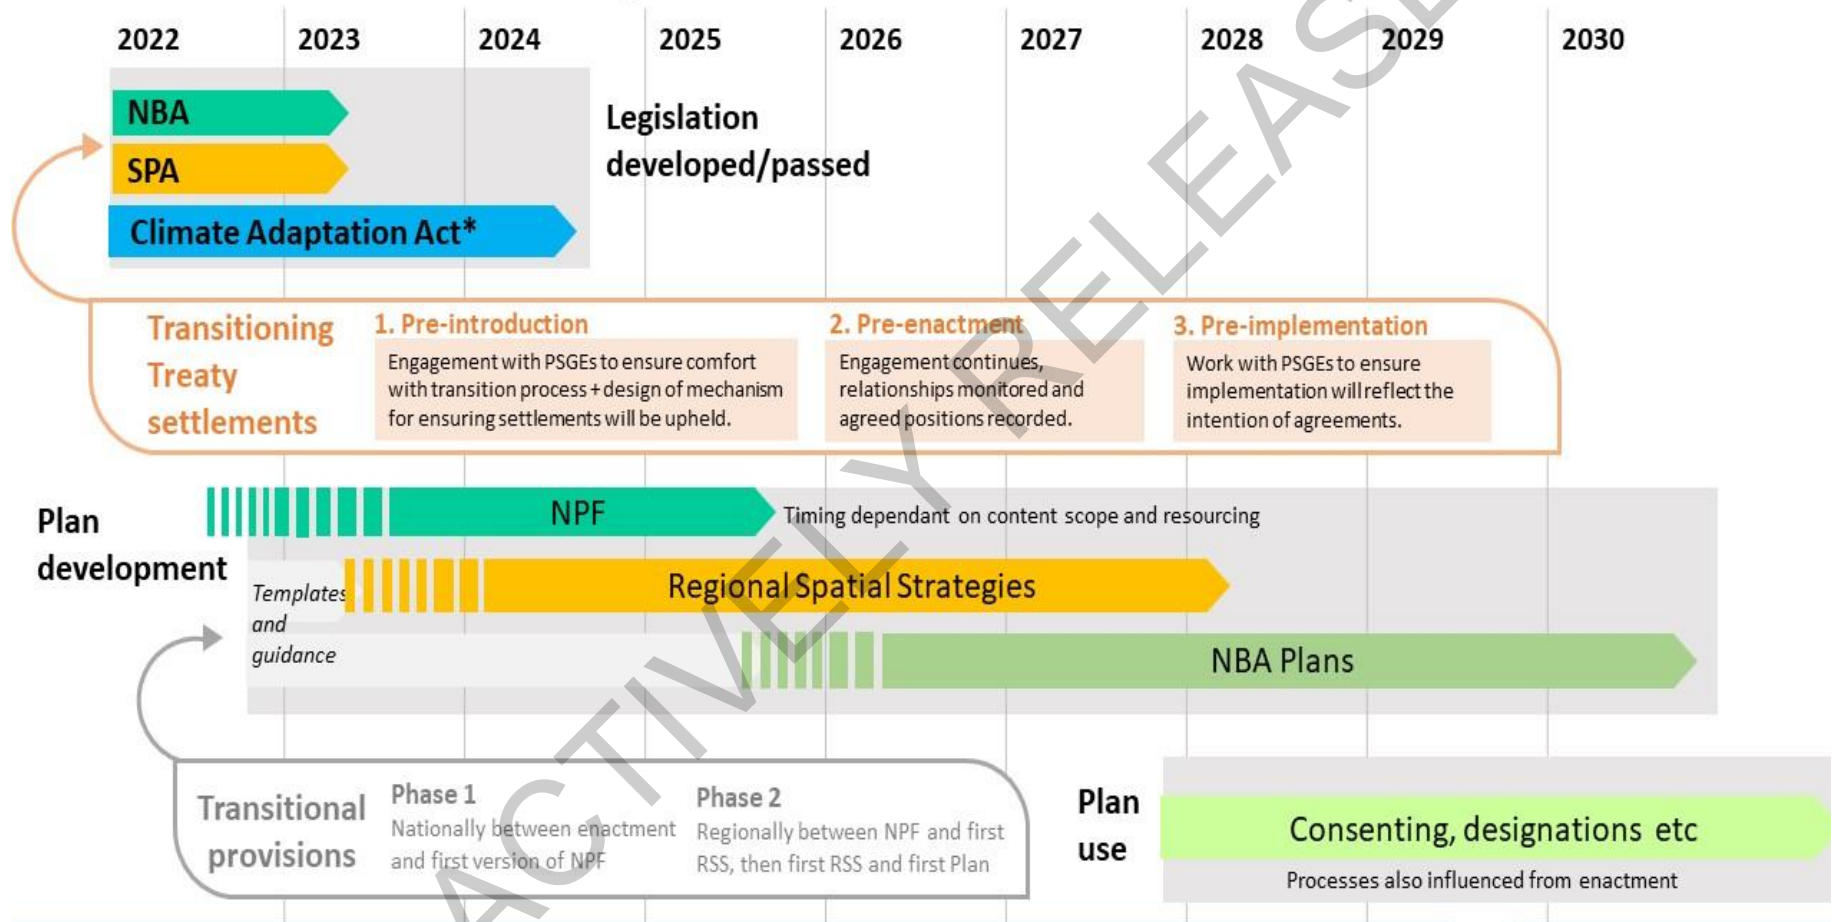 2022 2023 2024 2025 2026 2027 2028 2029 2030
NBA
SPA
Climate Adaptation Act*
Legislation
developed/passed
Transitioning
Treaty
settlements
1. Pre-introduction
Engagement with PSGEs to ensure comfort
with transition process + design of mechanism
for ensuring settlements will be upheld.
2. Pre-enactment
Engagement continues,
relationships monitored and
agreed positions recorded.
3. Pre-implementation
Work with PSGEs to ensure
implementation will reflect the
intention of agreements.
Plan
development
NPF
Timing dependant on content scope and resourcing
Templates
and
guidance
Regional Spatial Strategies
NBA Plans
Transitional
provisions
Phase 1
Nationally between enactment
and first version of NPF
Phase 2
Regionally between NPF and first
RSS, then first RSS and first Plan
Plan
use
Consenting, designations etc
Processes also influenced from enactment
ACTIVELY RELEASE